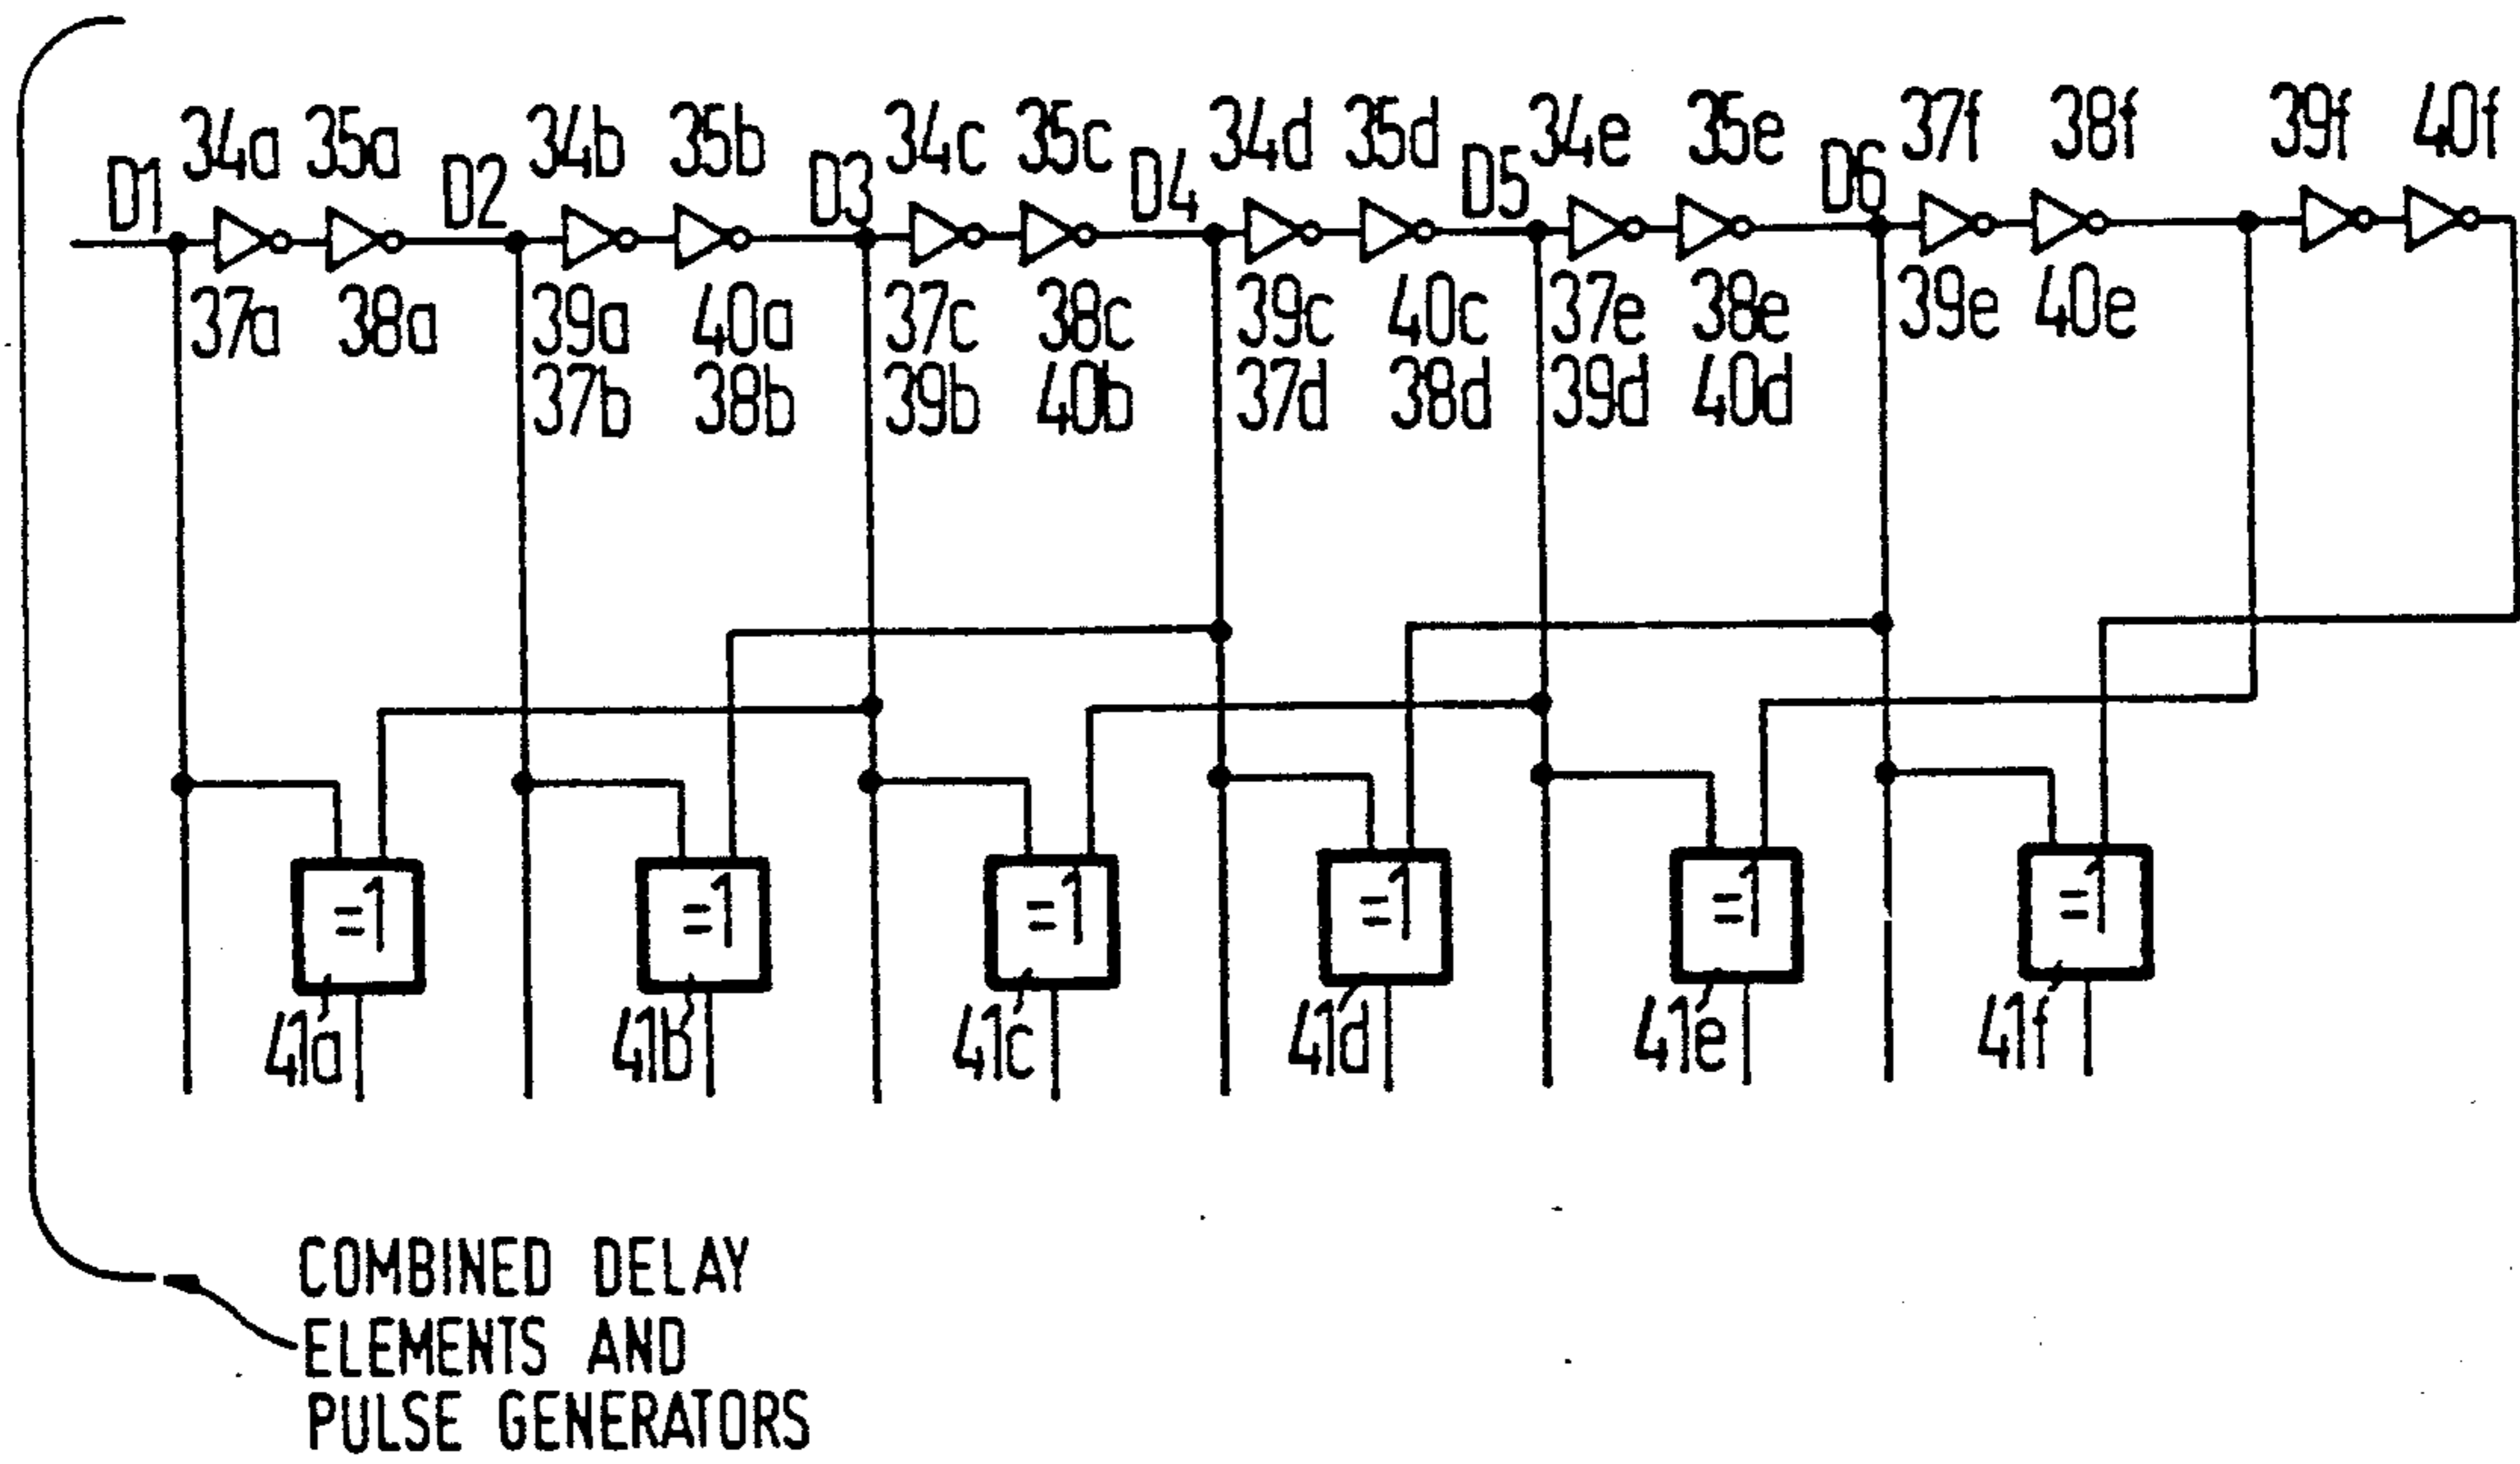 34a 35a 34b 35b 34c 35c 34d 35d 34e 35e 37f 38f 39f 40f
D1 D2 D3 D4 D5 D6
37a 38a 39a 40a 37c 38c 39c 40c 37e 38e 39e 40e
37b 38b 39b 40b 37d 38d 39d 40d
=1 =1 =1 =1 =1 =1
41a 41b 41c 41d 41e 41f
COMBINED DELAY
ELEMENTS AND
PULSE GENERATORS